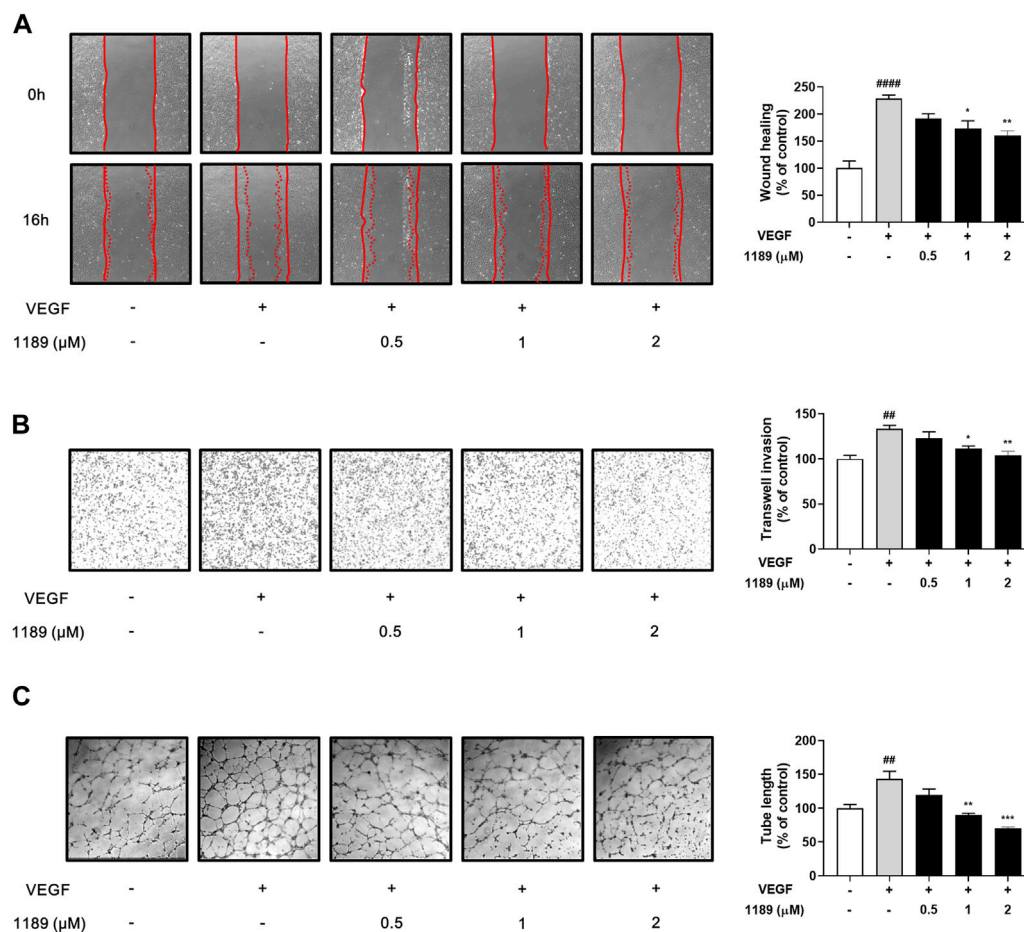 A
0h
16h
VEGF - + + + +
1189 (μM) - - 0.5 1 2
Wound healing
(% of control)
250
200
150
100
50
0
####
*
**
VEGF - + + + +
1189 (μM) - - 0.5 1 2
B
VEGF - + + + +
1189 (μM) - - 0.5 1 2
Transwell invasion
(% of control)
150
100
50
0
##
*
**
VEGF - + + + +
1189 (μM) - - 0.5 1 2
C
VEGF - + + + +
1189 (μM) - - 0.5 1 2
Tube length
(% of control)
200
150
100
50
0
##
**
***
VEGF - + + + +
1189 (μM) - - 0.5 1 2